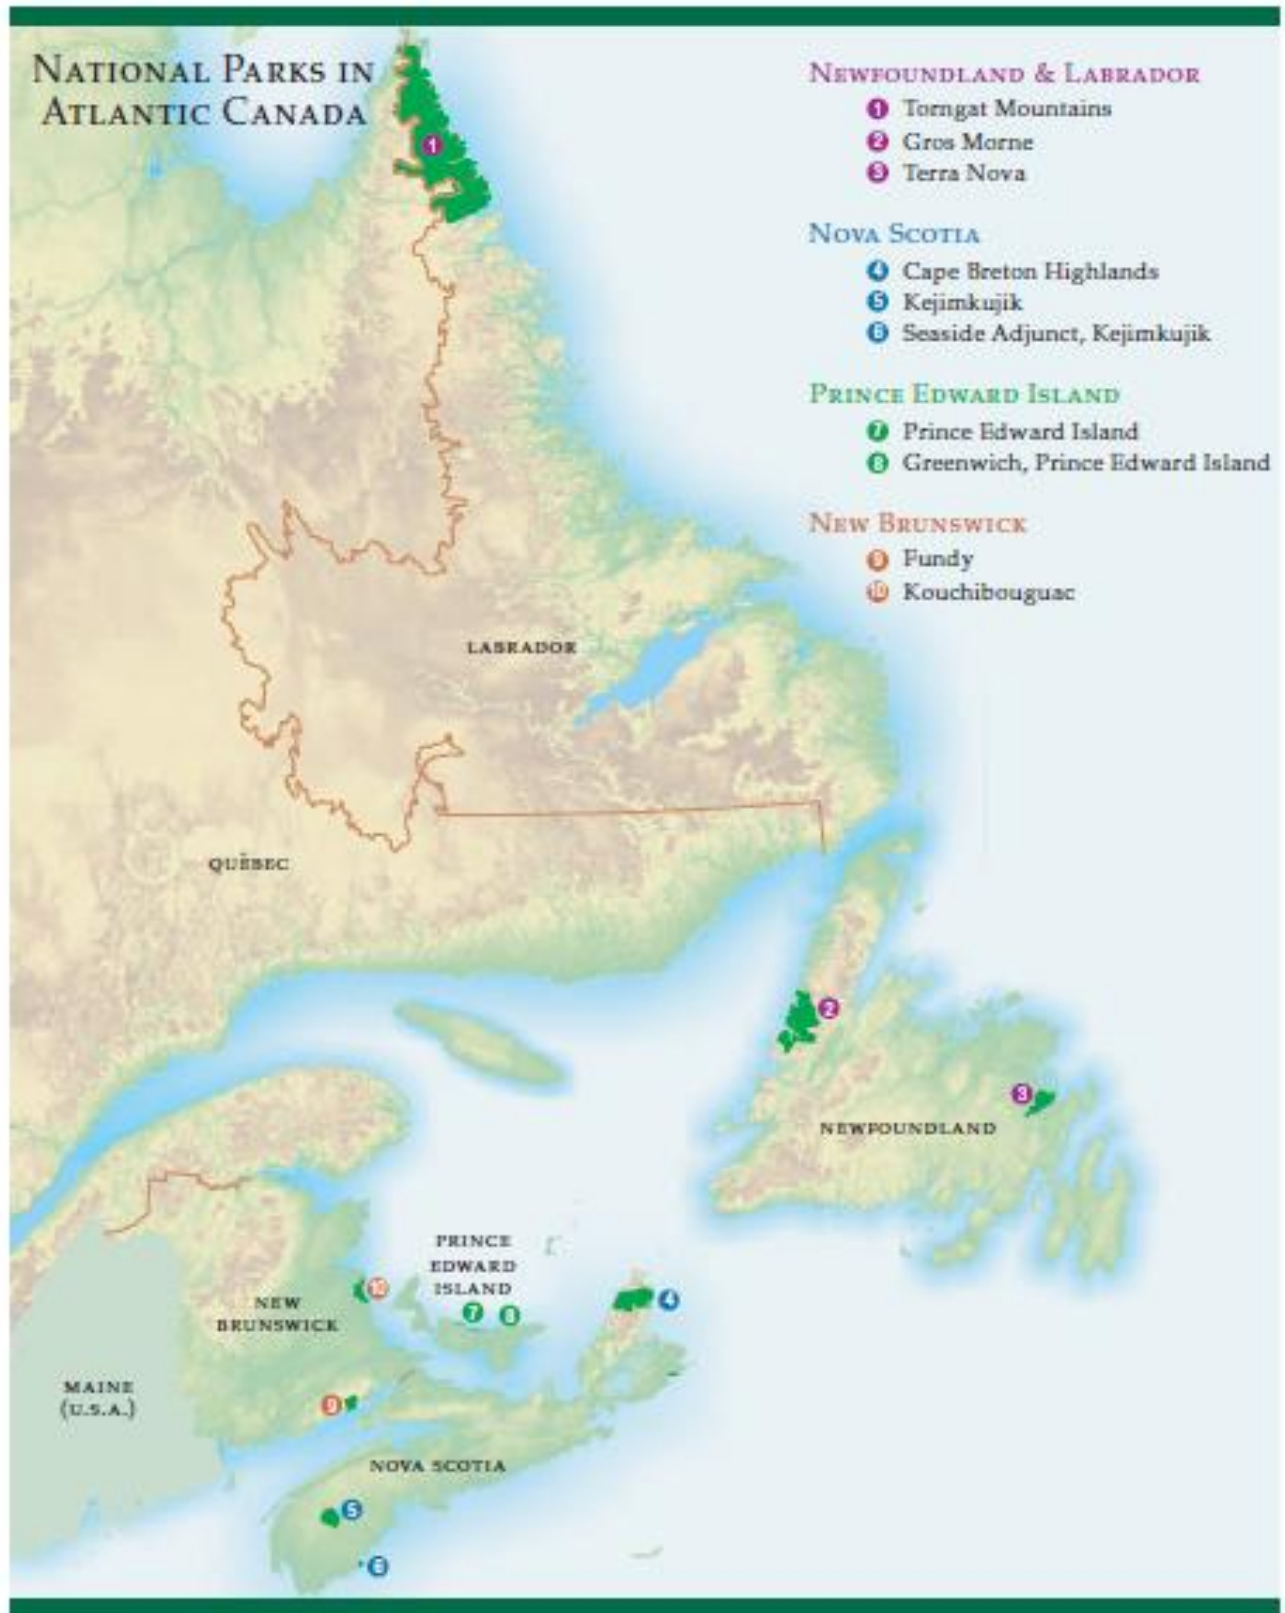 NATIONAL PARKS IN
ATLANTIC CANADA
NEWFOUNDLAND & LABRADOR
1 Torngat Mountains
2 Gros Morne
3 Terra Nova
NOVA SCOTIA
4 Cape Breton Highlands
5 Kejimkujik
6 Seaside Adjunct, Kejimkujik
PRINCE EDWARD ISLAND
7 Prince Edward Island
8 Greenwich, Prince Edward Island
NEW BRUNSWICK
9 Fundy
10 Kouchibouguac
1
LABRADOR
QUÉBEC
2
3
NEWFOUNDLAND
PRINCE
EDWARD
ISLAND
10
7
8
4
NEW
BRUNSWICK
MAINE
(U.S.A.)
9
NOVA SCOTIA
5
6